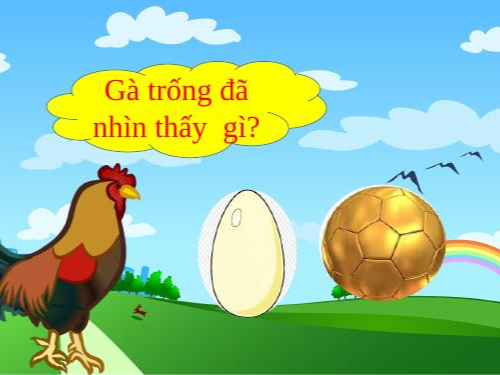 Gà trống đã
nhìn thấy  gì?